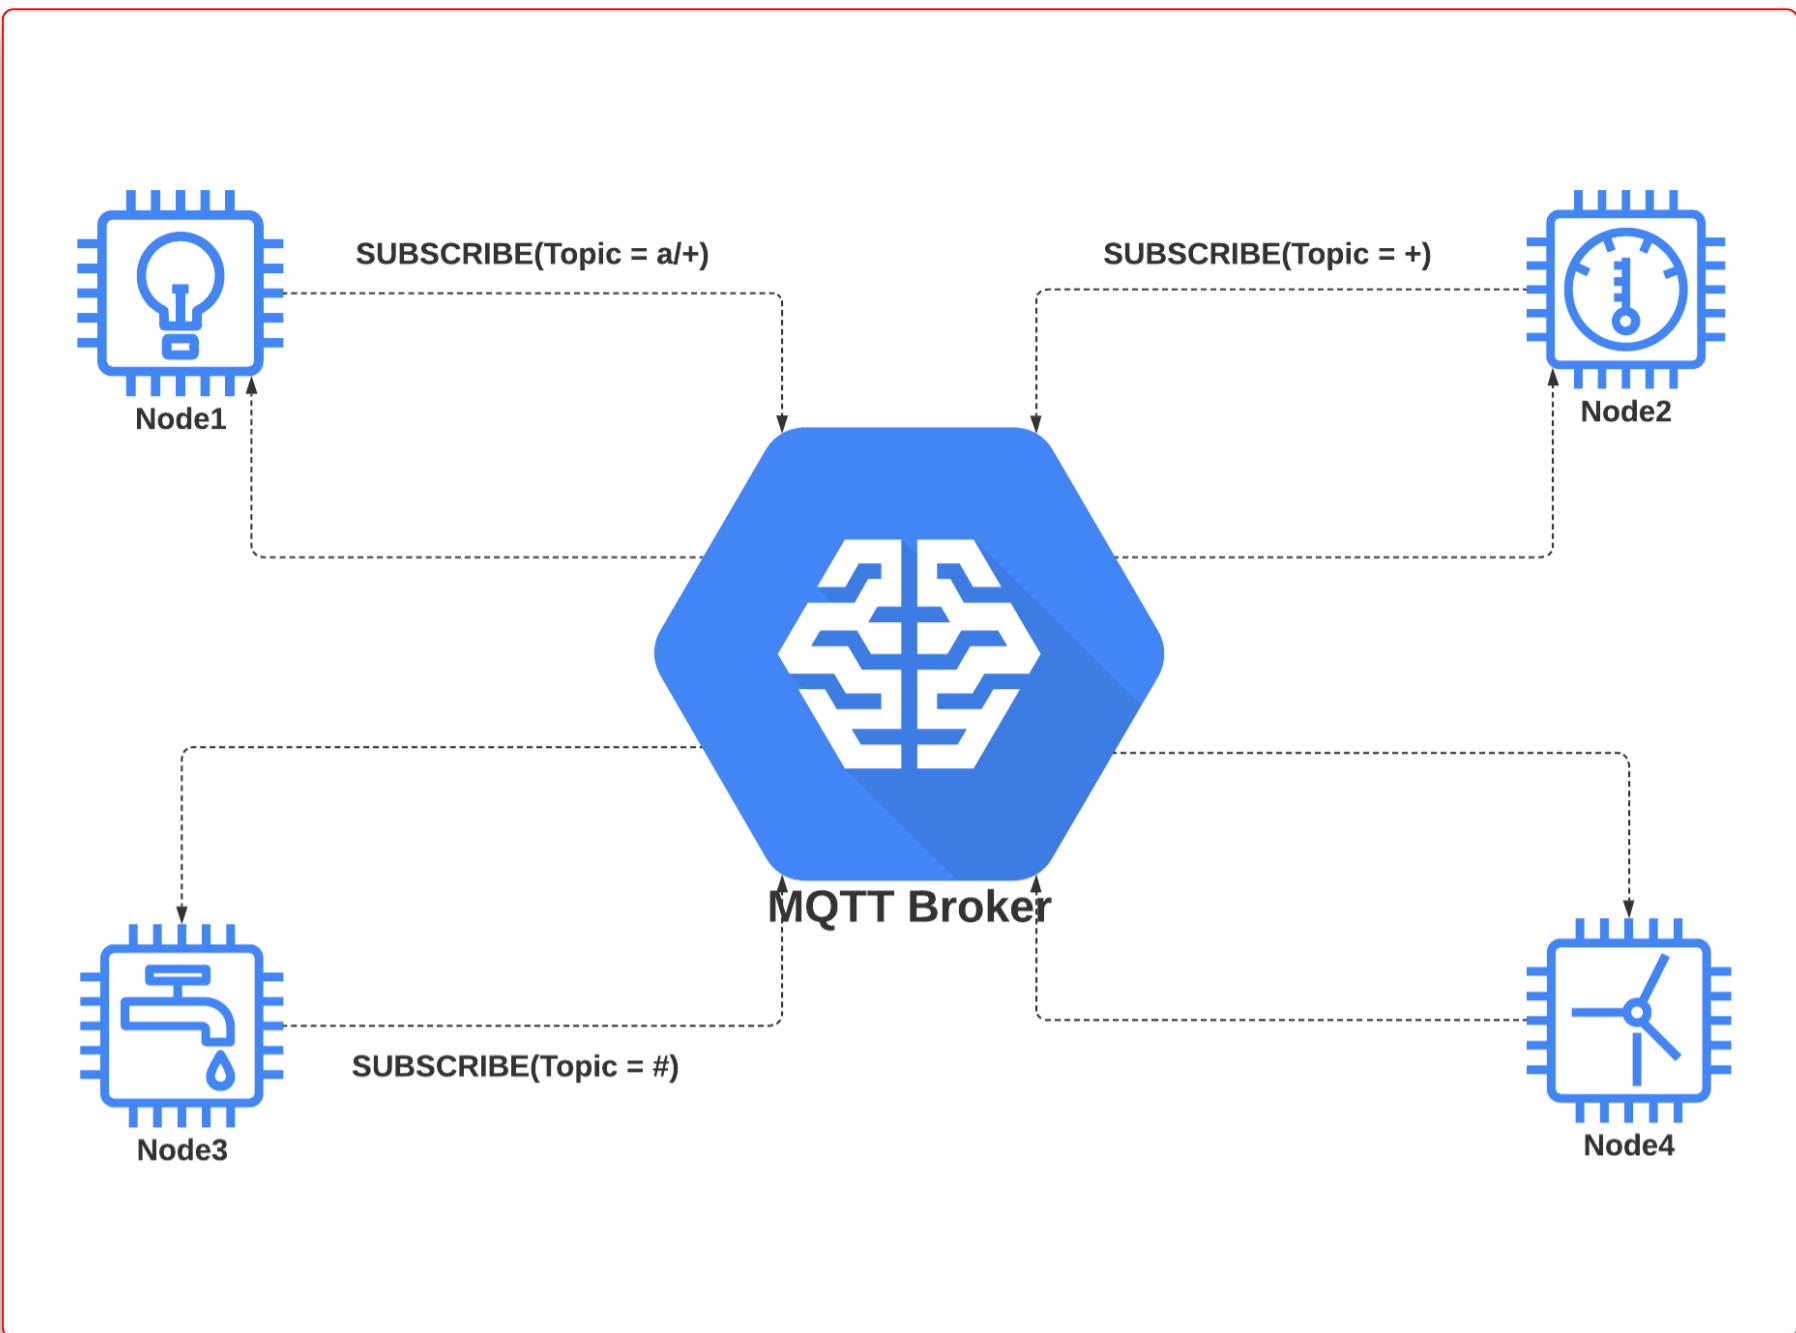 SUBSCRIBE(Topic = a/+)
SUBSCRIBE(Topic = +)
Node1
Node2
MQTT Broker
SUBSCRIBE(Topic = #)
Node3
Node4